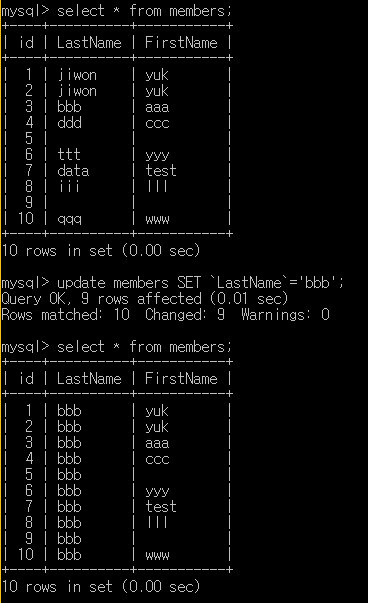 mysql> select * from members;
+----+----------+-----------+
| id | LastName | FirstName |
+----+----------+-----------+
|  1 | jiwon    | yuk       |
|  2 | jiwon    | yuk       |
|  3 | bbb      | aaa       |
|  4 | ddd      | ccc       |
|  5 |          |           |
|  6 | ttt      | yyy       |
|  7 | data     | test      |
|  8 | iii      | lll       |
|  9 |          |           |
| 10 | qqq      | www       |
+----+----------+-----------+
10 rows in set (0.00 sec)

mysql> update members SET `LastName`='bbb';
Query OK, 9 rows affected (0.01 sec)
Rows matched: 10  Changed: 9  Warnings: 0

mysql> select * from members;
+----+----------+-----------+
| id | LastName | FirstName |
+----+----------+-----------+
|  1 | bbb      | yuk       |
|  2 | bbb      | yuk       |
|  3 | bbb      | aaa       |
|  4 | bbb      | ccc       |
|  5 | bbb      |           |
|  6 | bbb      | yyy       |
|  7 | bbb      | test      |
|  8 | bbb      | lll       |
|  9 | bbb      |           |
| 10 | bbb      | www       |
+----+----------+-----------+
10 rows in set (0.00 sec)